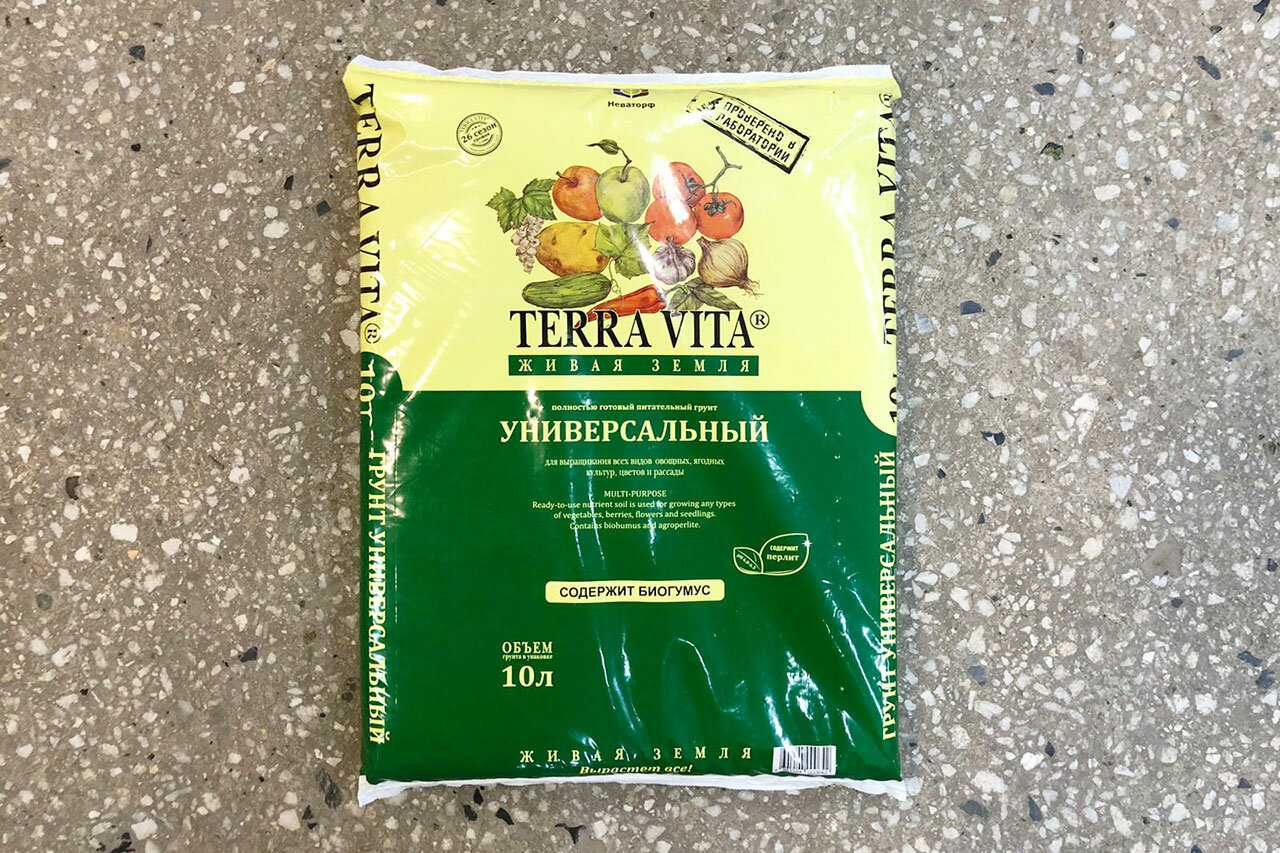 Неваторф
26 сезон
ПРОВЕРЕНО в
ЛАБОРАТОРИИ
TERRA VITA®
ЖИВАЯ ЗЕМЛЯ
полностью готовый питательный грунт
УНИВЕРСАЛЬНЫЙ
для выращивания всех видов овощных, ягодных
культур, цветов и рассады
MULTI-PURPOSE
Ready-to-use nutrient soil is used for growing any types
of vegetables, berries, flowers and seedlings.
Contains biohumus and agroperlite.
СОДЕРЖИТ
перлит
СОДЕРЖИТ БИОГУМУС
ОБЪЕМ
грунта в упаковке
10л
ЖИВАЯ ЗЕМЛЯ
Вырастет все!
TERRA VITA®
10л ГРУНТ УНИВЕРСАЛЬНЫЙ
TERRA VITA®
10л
ГРУНТ УНИВЕРСАЛЬНЫЙ